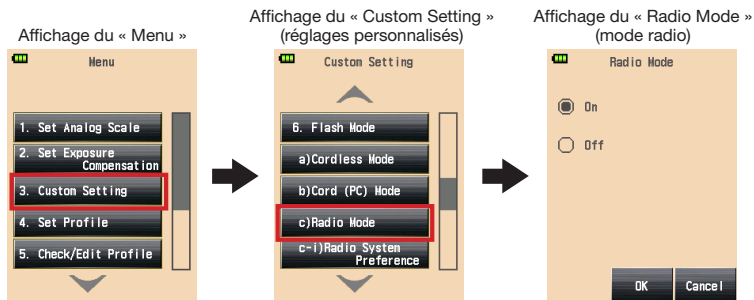 Affichage du « Menu »
Menu
1. Set Analog Scale
2. Set Exposure
Compensation
3. Custom Setting
4. Set Profile
5. Check/Edit Profile
Affichage du « Custom Setting »
(réglages personnalisés)
Custom Setting
6. Flash Mode
a)Cordless Mode
b)Cord (PC) Mode
c)Radio Mode
c-i)Radio System
Preference
Affichage du « Radio Mode »
(mode radio)
Radio Mode
On
Off
OK
Cancel